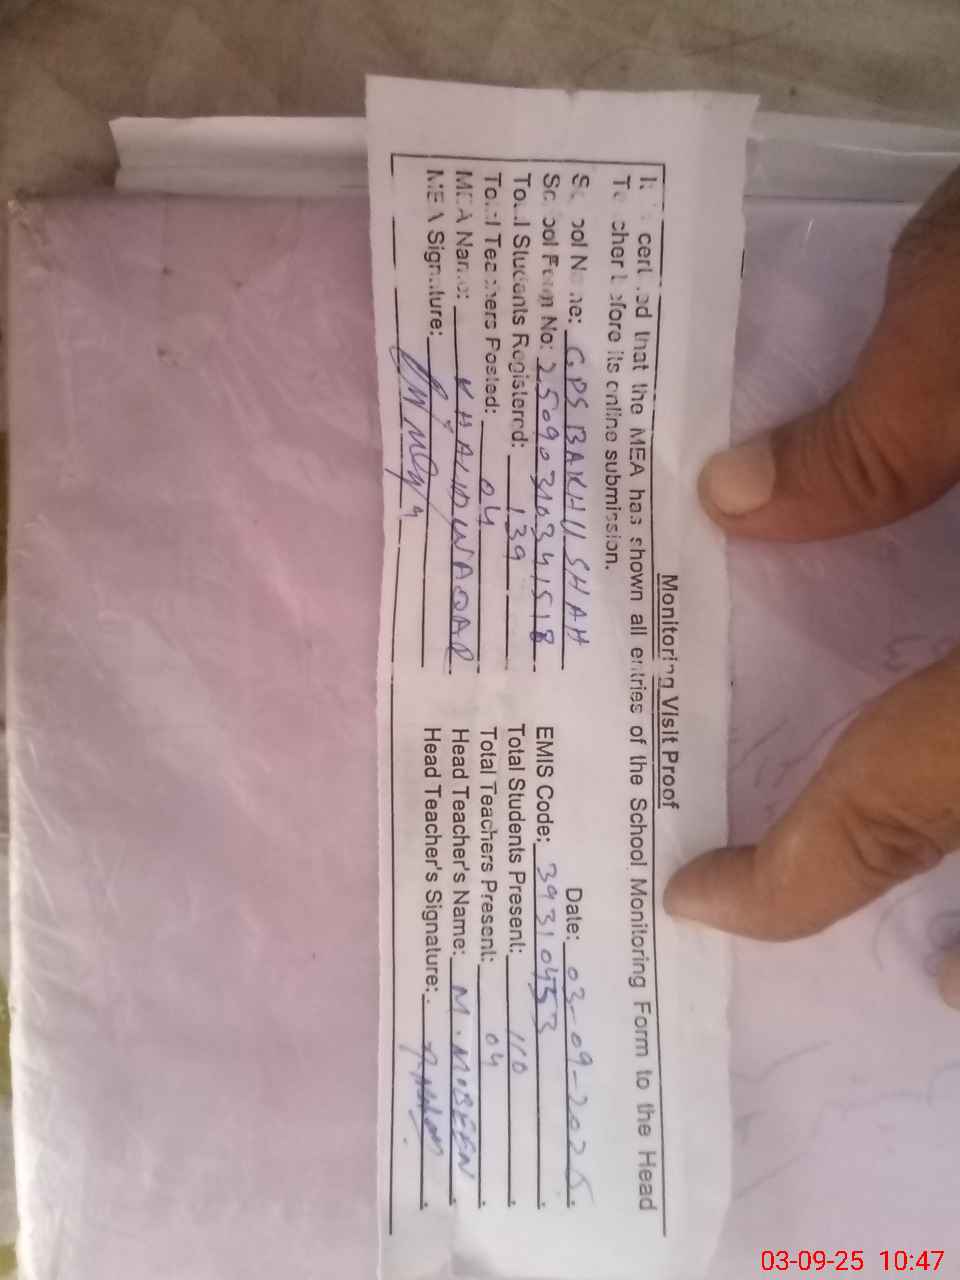 Monitoring Visit Proof
It is certified that the MEA has shown all entries of the School Monitoring Form to the Head
Teacher before its online submission.
Date: 03-09-2025.
School Name: GPS BAKHU SHAH
EMIS Code: 39310453
School Form No: 25090310341518
Total Students Present: 110
Total Students Registered: 139
Total Teachers Present: 04
Total Teachers Posted: 04
Head Teacher's Name: M. MOBEEN
MEA Name: KHALID WAQAR
Head Teacher's Signature:
MEA Signature:
03-09-25 10:47